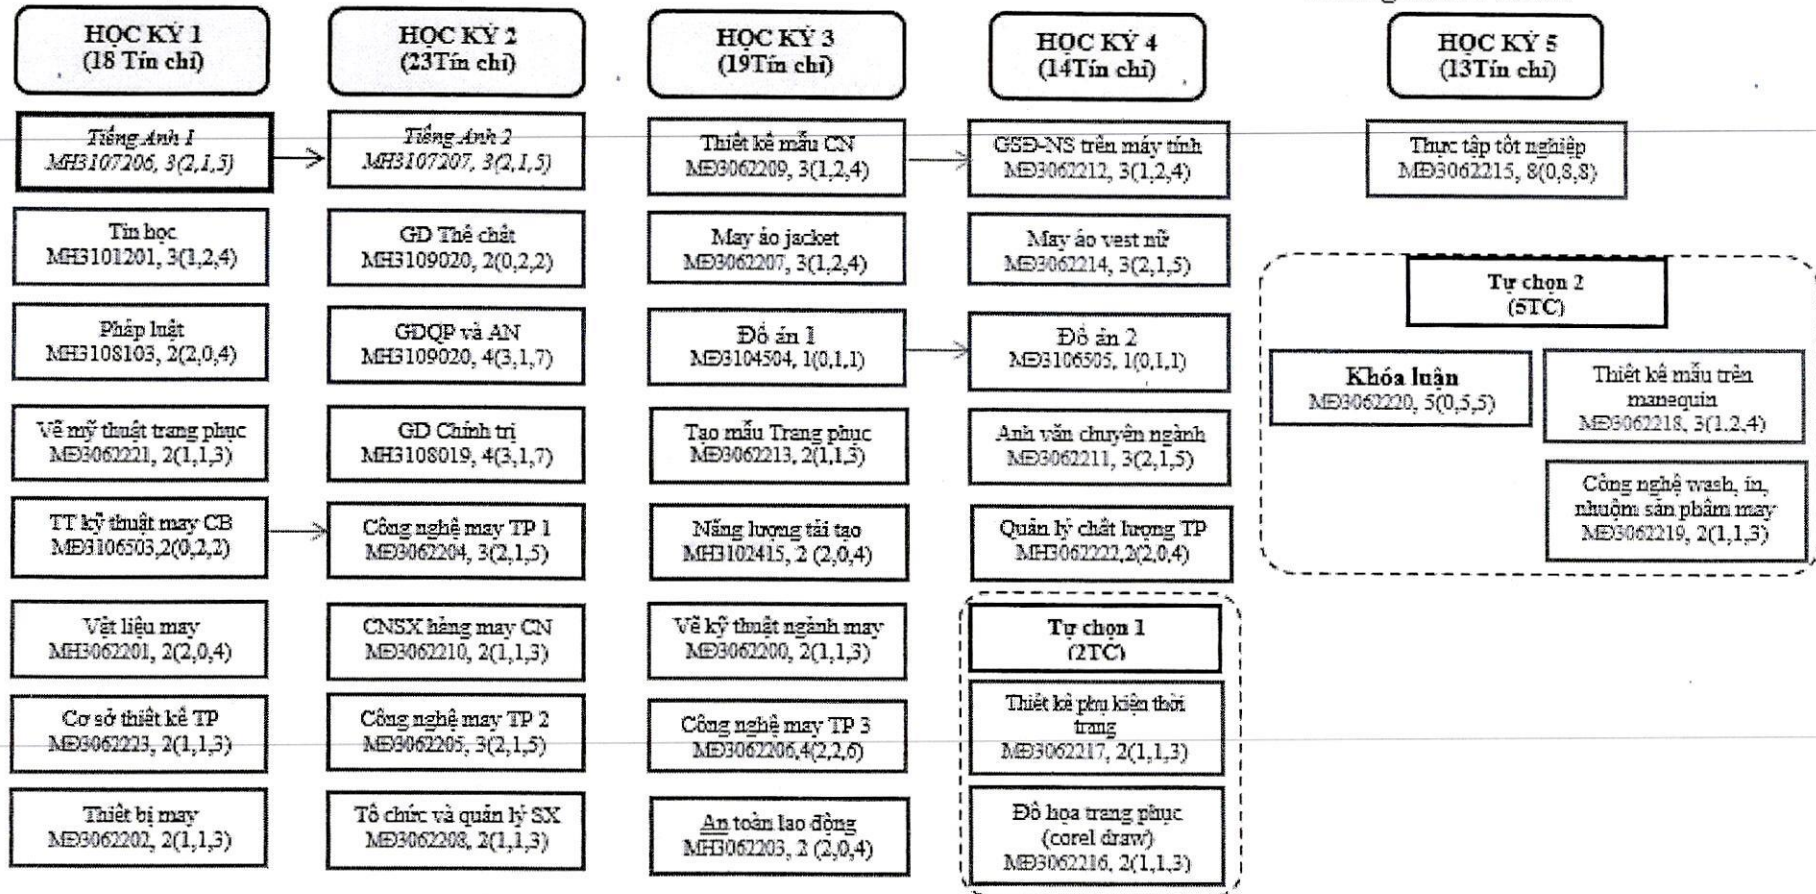 HỌC KỲ 1
(18 Tín chỉ)
Tiếng Anh 1
MH3107206, 3(2,1,5)
Tin học
MH3101201, 3(1,2,4)
Pháp luật
MH3108103, 2(2,0,4)
Vẽ mỹ thuật trang phục
MĐ3062221, 2(1,1,3)
TT kỹ thuật may CB
MĐ3106503,2(0,2,2)
Vật liệu may
MH3062201, 2(2,0,4)
Cơ sở thiết kế TP
MĐ3062223, 2(1,1,3)
Thiết bị may
MĐ3062202, 2(1,1,3)
HỌC KỲ 2
(23Tín chỉ)
Tiếng Anh 2
MH3107207, 3(2,1,5)
GD Thể chất
MH3109020, 2(0,2,2)
GDQP và AN
MH3109020, 4(3,1,7)
GD Chính trị
MH3108019, 4(3,1,7)
Công nghệ may TP 1
MĐ3062204, 3(2,1,5)
CNSX hàng may CN
MĐ3062210, 2(1,1,3)
Công nghệ may TP 2
MĐ3062205, 3(2,1,5)
Tổ chức và quản lý SX
MĐ3062208, 2(1,1,3)
HỌC KỲ 3
(19Tín chỉ)
Thiết kế mẫu CN
MĐ3062209, 3(1,2,4)
May áo jacket
MĐ3062207, 3(1,2,4)
Đồ án 1
MĐ3104504, 1(0,1,1)
Tạo mẫu Trang phục
MĐ3062213, 2(1,1,3)
Năng lượng tái tạo
MH3102415, 2 (2,0,4)
Vẽ kỹ thuật ngành may
MĐ3062200, 2(1,1,3)
Công nghệ may TP 3
MĐ3062206,4(2,2,6)
An toàn lao động
MH3062203, 2 (2,0,4)
HỌC KỲ 4
(14Tín chỉ)
GSĐ-NS trên máy tính
MĐ3062212, 3(1,2,4)
May áo vest nữ
MĐ3062214, 3(2,1,5)
Đồ án 2
MĐ3106505, 1(0,1,1)
Anh văn chuyên ngành
MĐ3062211, 3(2,1,5)
Quản lý chất lượng TP
MH3062222,2(2,0,4)
Tự chọn 1
(2TC)
Thiết kế phụ kiện thời
trang
MĐ3062217, 2(1,1,3)
Đồ họa trang phục
(corel draw)
MĐ3062216, 2(1,1,3)
HỌC KỲ 5
(13Tín chỉ)
Thực tập tốt nghiệp
MĐ3062215, 8(0,8,8)
Tự chọn 2
(5TC)
Khóa luận
MĐ3062220, 5(0,5,5)
Thiết kế mẫu trên
manequin
MĐ3062218, 3(1,2,4)
Công nghệ wash, in,
nhuộm sản phẩm may
MĐ3062219, 2(1,1,3)